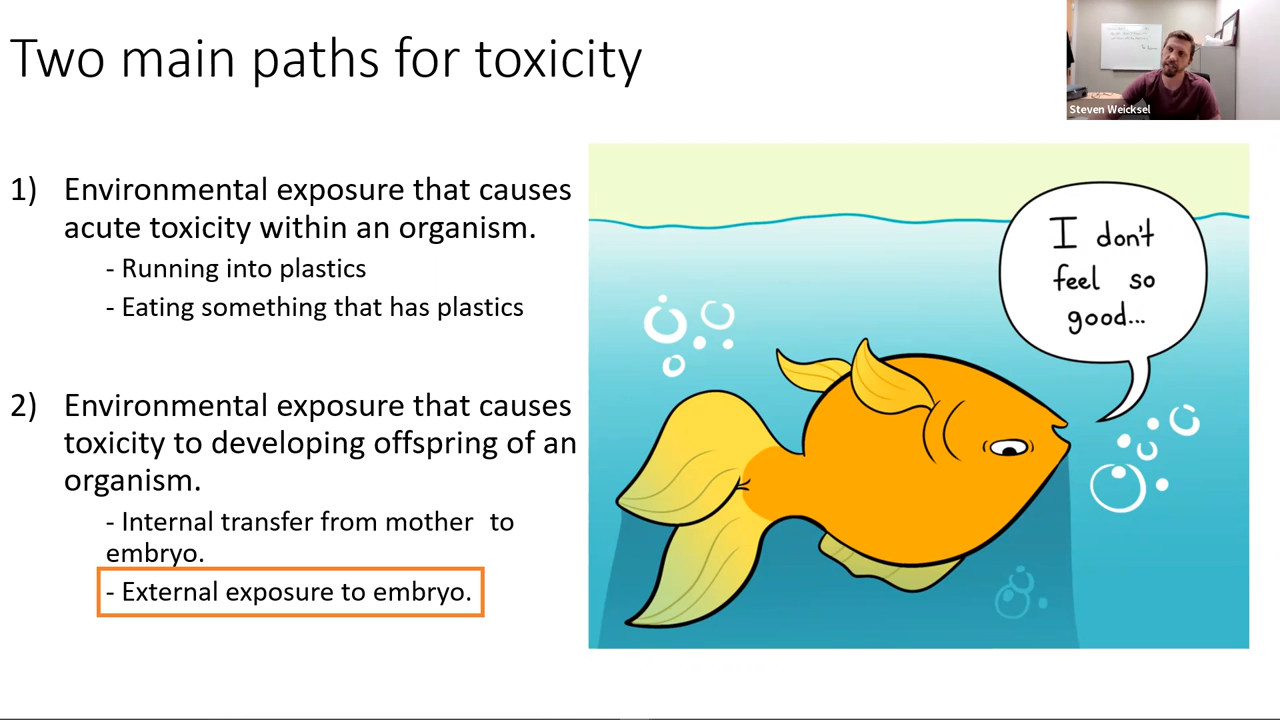 Two main paths for toxicity
Steven Weicksel
1) Environmental exposure that causes
acute toxicity within an organism.
- Running into plastics
- Eating something that has plastics
2) Environmental exposure that causes
toxicity to developing offspring of an
organism.
- Internal transfer from mother to
embryo.
- External exposure to embryo.
I don't
feel so
good...